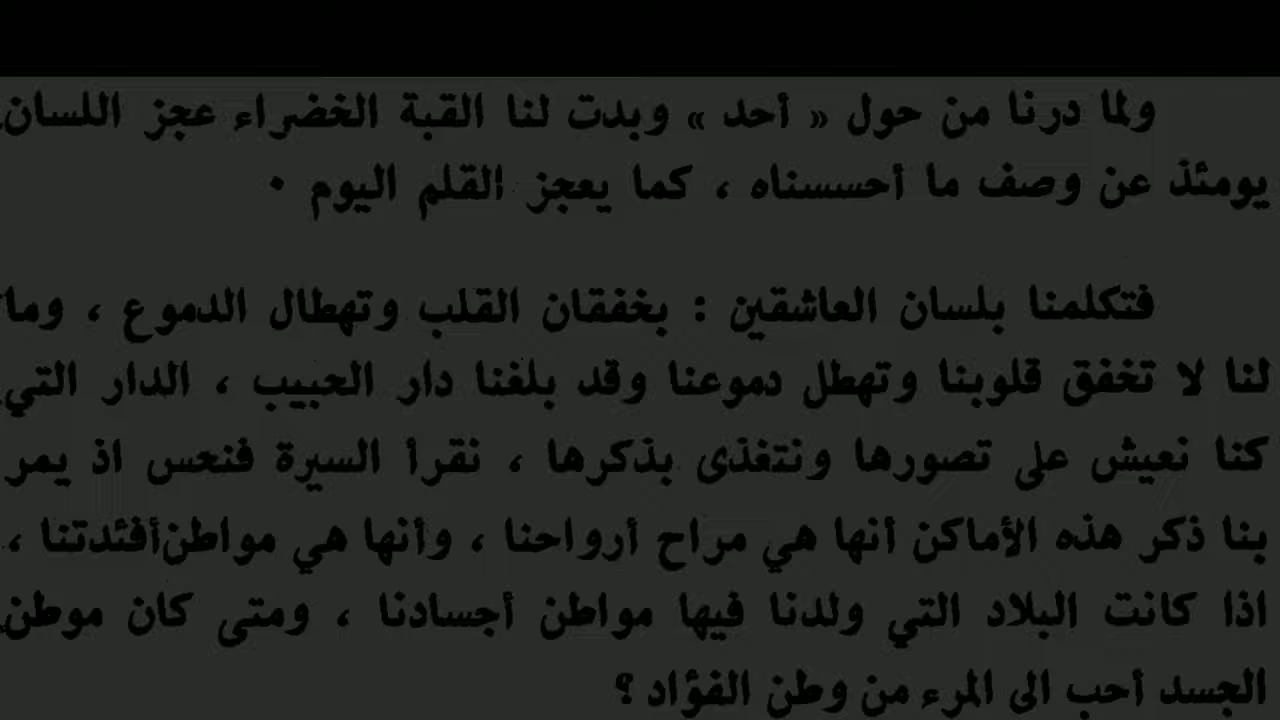 ولما درنا من حول « أحد » وبدت لنا القبة الخضراء عجز اللسان
يومئذ عن وصف ما أحسسناه ، كما يعجز القلم اليوم ٠
فتكلمنا بلسان العاشقين : بخفقان القلب وتهطال الدموع ، وما
لنا لا تخفق قلوبنا وتهطل دموعنا وقد بلغنا دار الحبيب ، الدار التي
كنا نعيش على تصورها ونتغذى بذكرها ، نقرأ السيرة فنحس اذ يمر
بنا ذكر هذه الأماكن أنها هي مراح أرواحنا ، وأنها هي مواطن أفئدتنا ،
اذا كانت البلاد التي ولدنا فيها مواطن أجسادنا ، ومتى كان موطن
الجسد أحب الى المرء من وطن الفؤاد ؟